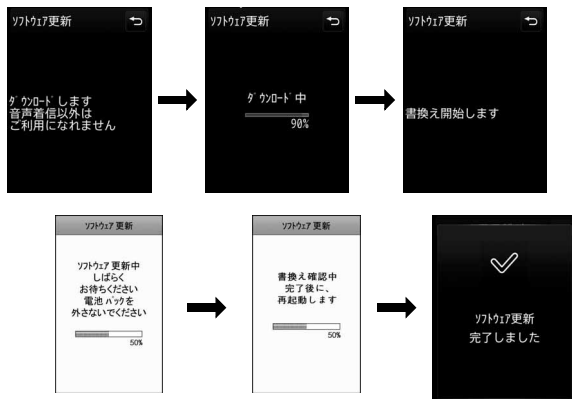 ｿﾌﾄｳｪｱ更新
ﾀﾞｳﾝﾛｰﾄﾞします
音声着信以外は
ご利用になれません
ｿﾌﾄｳｪｱ更新
ﾀﾞｳﾝﾛｰﾄﾞ中
90%
ｿﾌﾄｳｪｱ更新
書換え開始します
ｿﾌﾄｳｪｱ更新
ｿﾌﾄｳｪｱ更新中
しばらく
お待ちください
電池ﾊﾟｯｸを
外さないでください
50%
ｿﾌﾄｳｪｱ更新
書換え確認中
完了後に、
再起動します
50%
ｿﾌﾄｳｪｱ更新
完了しました